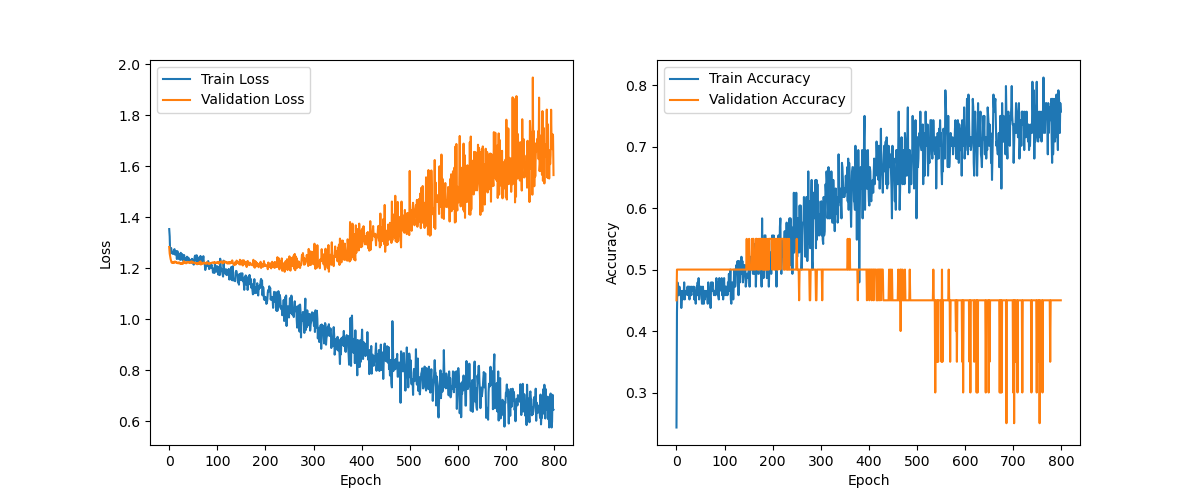 Train Loss
Validation Loss
2.0
1.8
1.6
1.4
1.2
1.0
0.8
0.6
Loss
0 100 200 300 400 500 600 700 800
Epoch
Train Accuracy
Validation Accuracy
0.8
0.7
0.6
0.5
0.4
0.3
Accuracy
0 100 200 300 400 500 600 700 800
Epoch